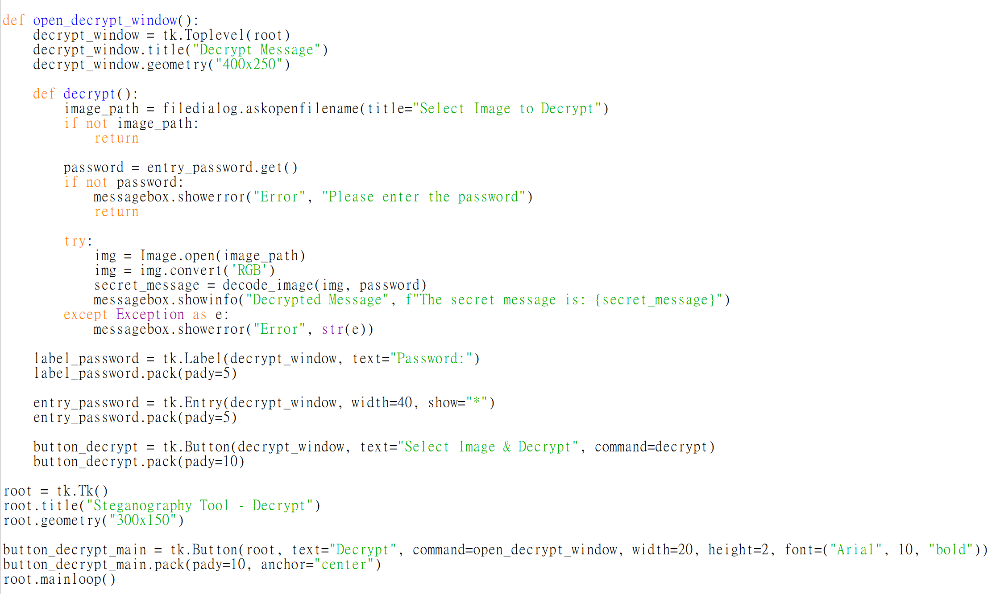 def open_decrypt_window():
    decrypt_window = tk.Toplevel(root)
    decrypt_window.title("Decrypt Message")
    decrypt_window.geometry("400x250")

    def decrypt():
        image_path = filedialog.askopenfilename(title="Select Image to Decrypt")
        if not image_path:
            return

        password = entry_password.get()
        if not password:
            messagebox.showerror("Error", "Please enter the password")
            return

        try:
            img = Image.open(image_path)
            img = img.convert('RGB')
            secret_message = decode_image(img, password)
            messagebox.showinfo("Decrypted Message", f"The secret message is: {secret_message}")
        except Exception as e:
            messagebox.showerror("Error", str(e))

    label_password = tk.Label(decrypt_window, text="Password:")
    label_password.pack(pady=5)

    entry_password = tk.Entry(decrypt_window, width=40, show="*")
    entry_password.pack(pady=5)

    button_decrypt = tk.Button(decrypt_window, text="Select Image & Decrypt", command=decrypt)
    button_decrypt.pack(pady=10)

root = tk.Tk()
root.title("Steganography Tool - Decrypt")
root.geometry("300x150")

button_decrypt_main = tk.Button(root, text="Decrypt", command=open_decrypt_window, width=20, height=2, font=("Arial", 10, "bold"))
button_decrypt_main.pack(pady=10, anchor="center")
root.mainloop()